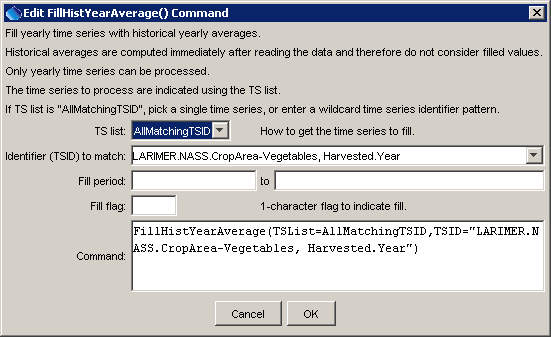 Edit FillHistYearAverage() Command
Fill yearly time series with historical yearly averages.
Historical averages are computed immediately after reading the data and therefore do not consider filled values.
Only yearly time series can be processed.
The time series to process are indicated using the TS list.
If TS list is "AllMatchingTSID", pick a single time series, or enter a wildcard time series identifier pattern.
TS list: AllMatchingTSID How to get the time series to fill.
Identifier (TSID) to match: LARIMER.NASS.CropArea-Vegetables, Harvested.Year
Fill period: to
Fill flag: 1-character flag to indicate fill.
FillHistYearAverage(TSList=AllMatchingTSID,TSID="LARIMER.N
ASS.CropArea-Vegetables, Harvested.Year")
Command:
Cancel OK